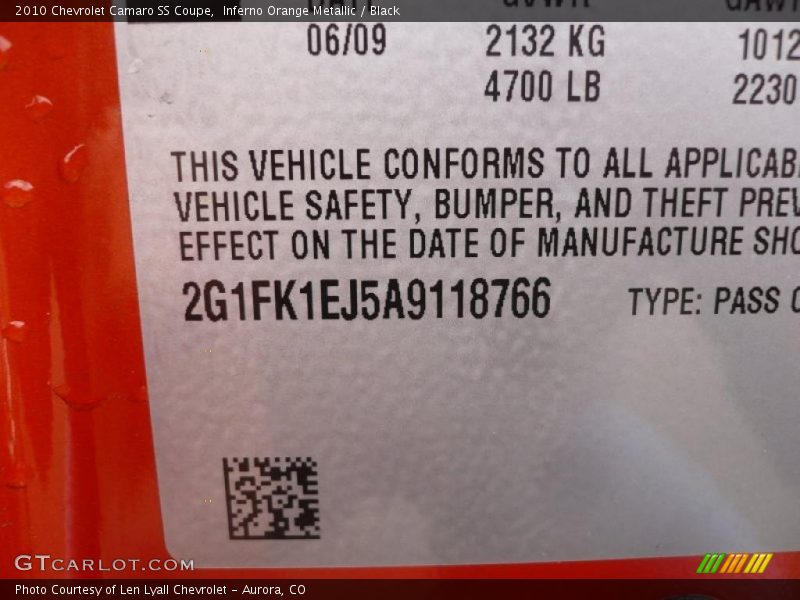 2010 Chevrolet Camaro SS Coupe,  Inferno Orange Metallic / Black
06/09 2132 KG 1012
4700 LB 2230
THIS VEHICLE CONFORMS TO ALL APPLICAB
VEHICLE SAFETY, BUMPER, AND THEFT PREV
EFFECT ON THE DATE OF MANUFACTURE SHO
2G1FK1EJ5A9118766 TYPE: PASS C
GTCARLOT.COM
Photo Courtesy of Len Lyall Chevrolet – Aurora, CO